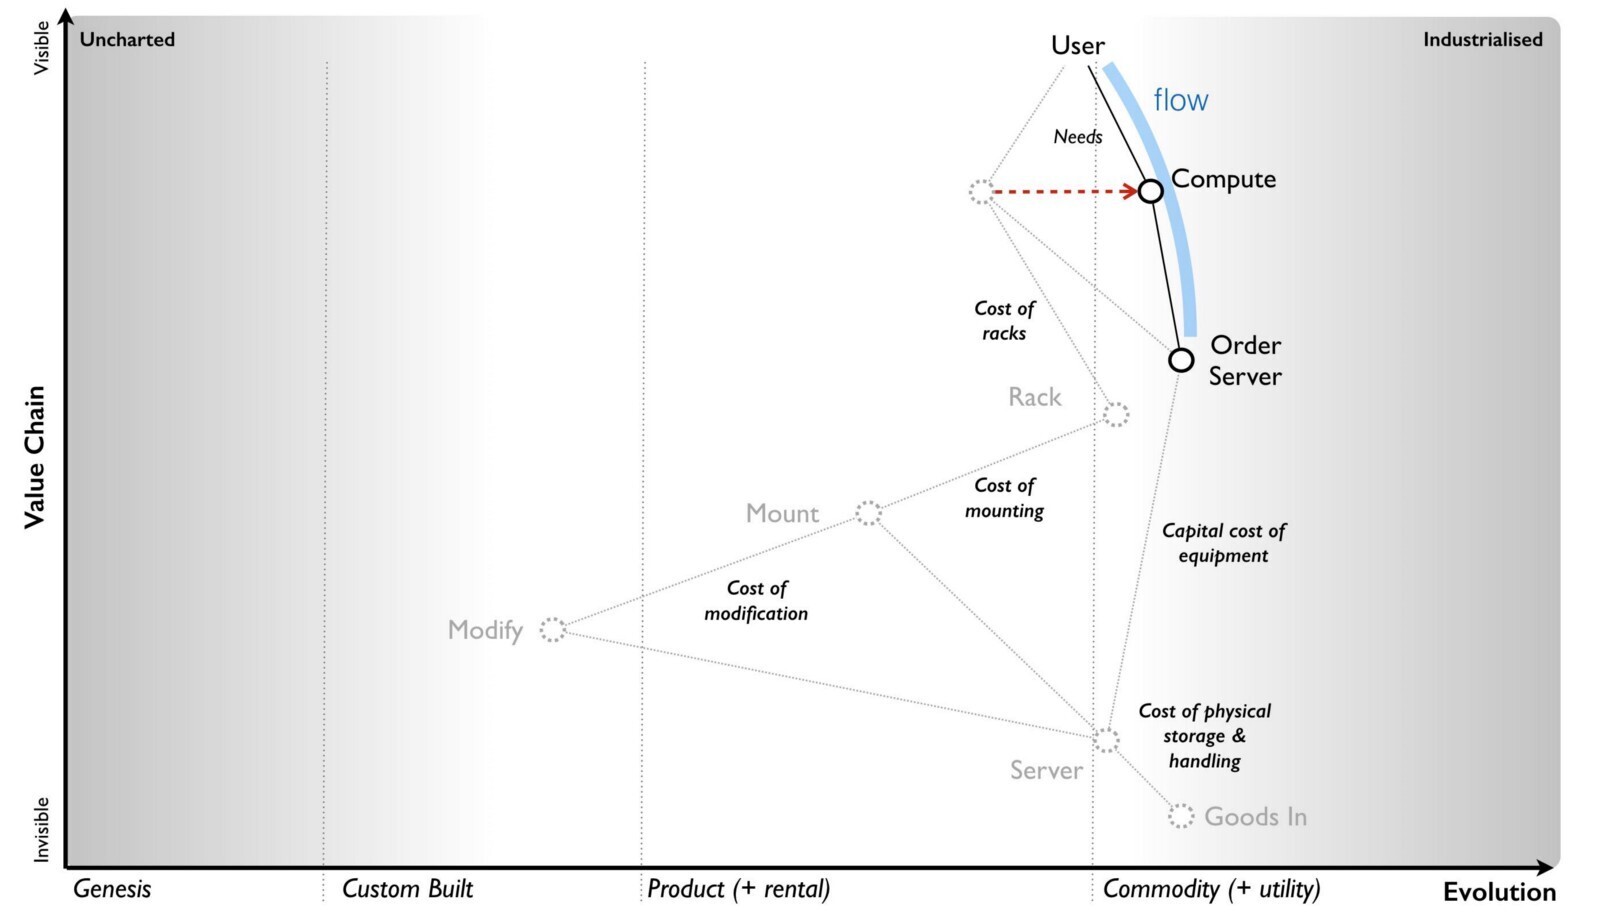 Visible
Uncharted
User
Industrialised
flow
Needs
Compute
Cost of
racks
Order
Server
Rack
Value Chain
Cost of
mounting
Mount
Capital cost of
equipment
Cost of
modification
Modify
Cost of physical
storage &
handling
Server
Goods In
Invisible
Genesis
Custom Built
Product (+ rental)
Commodity (+ utility)
Evolution